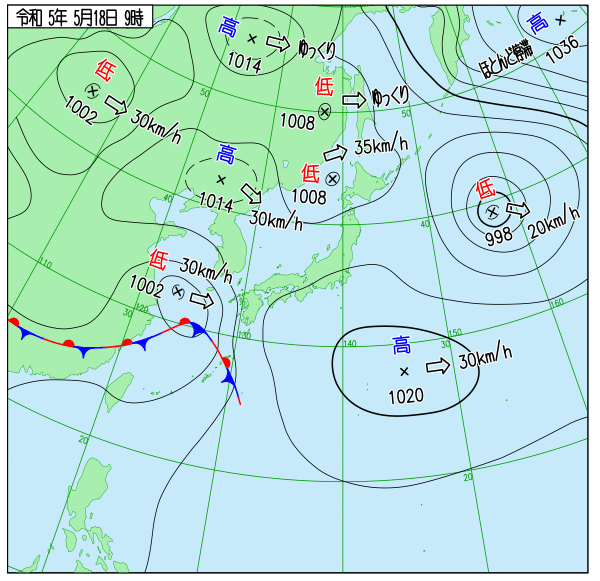 令和 5年 5月18日 9時
高
1014
ゆっくり
高
1036
ほとんど停滞
低
1002
30km/h
低
1008
ゆっくり
50
50
高
1014
30km/h
低
1008
35km/h
低
998
20km/h
40
40
110
低
1002
30km/h
30
120
130
140
150
160
30
高
1020
30km/h
20
20